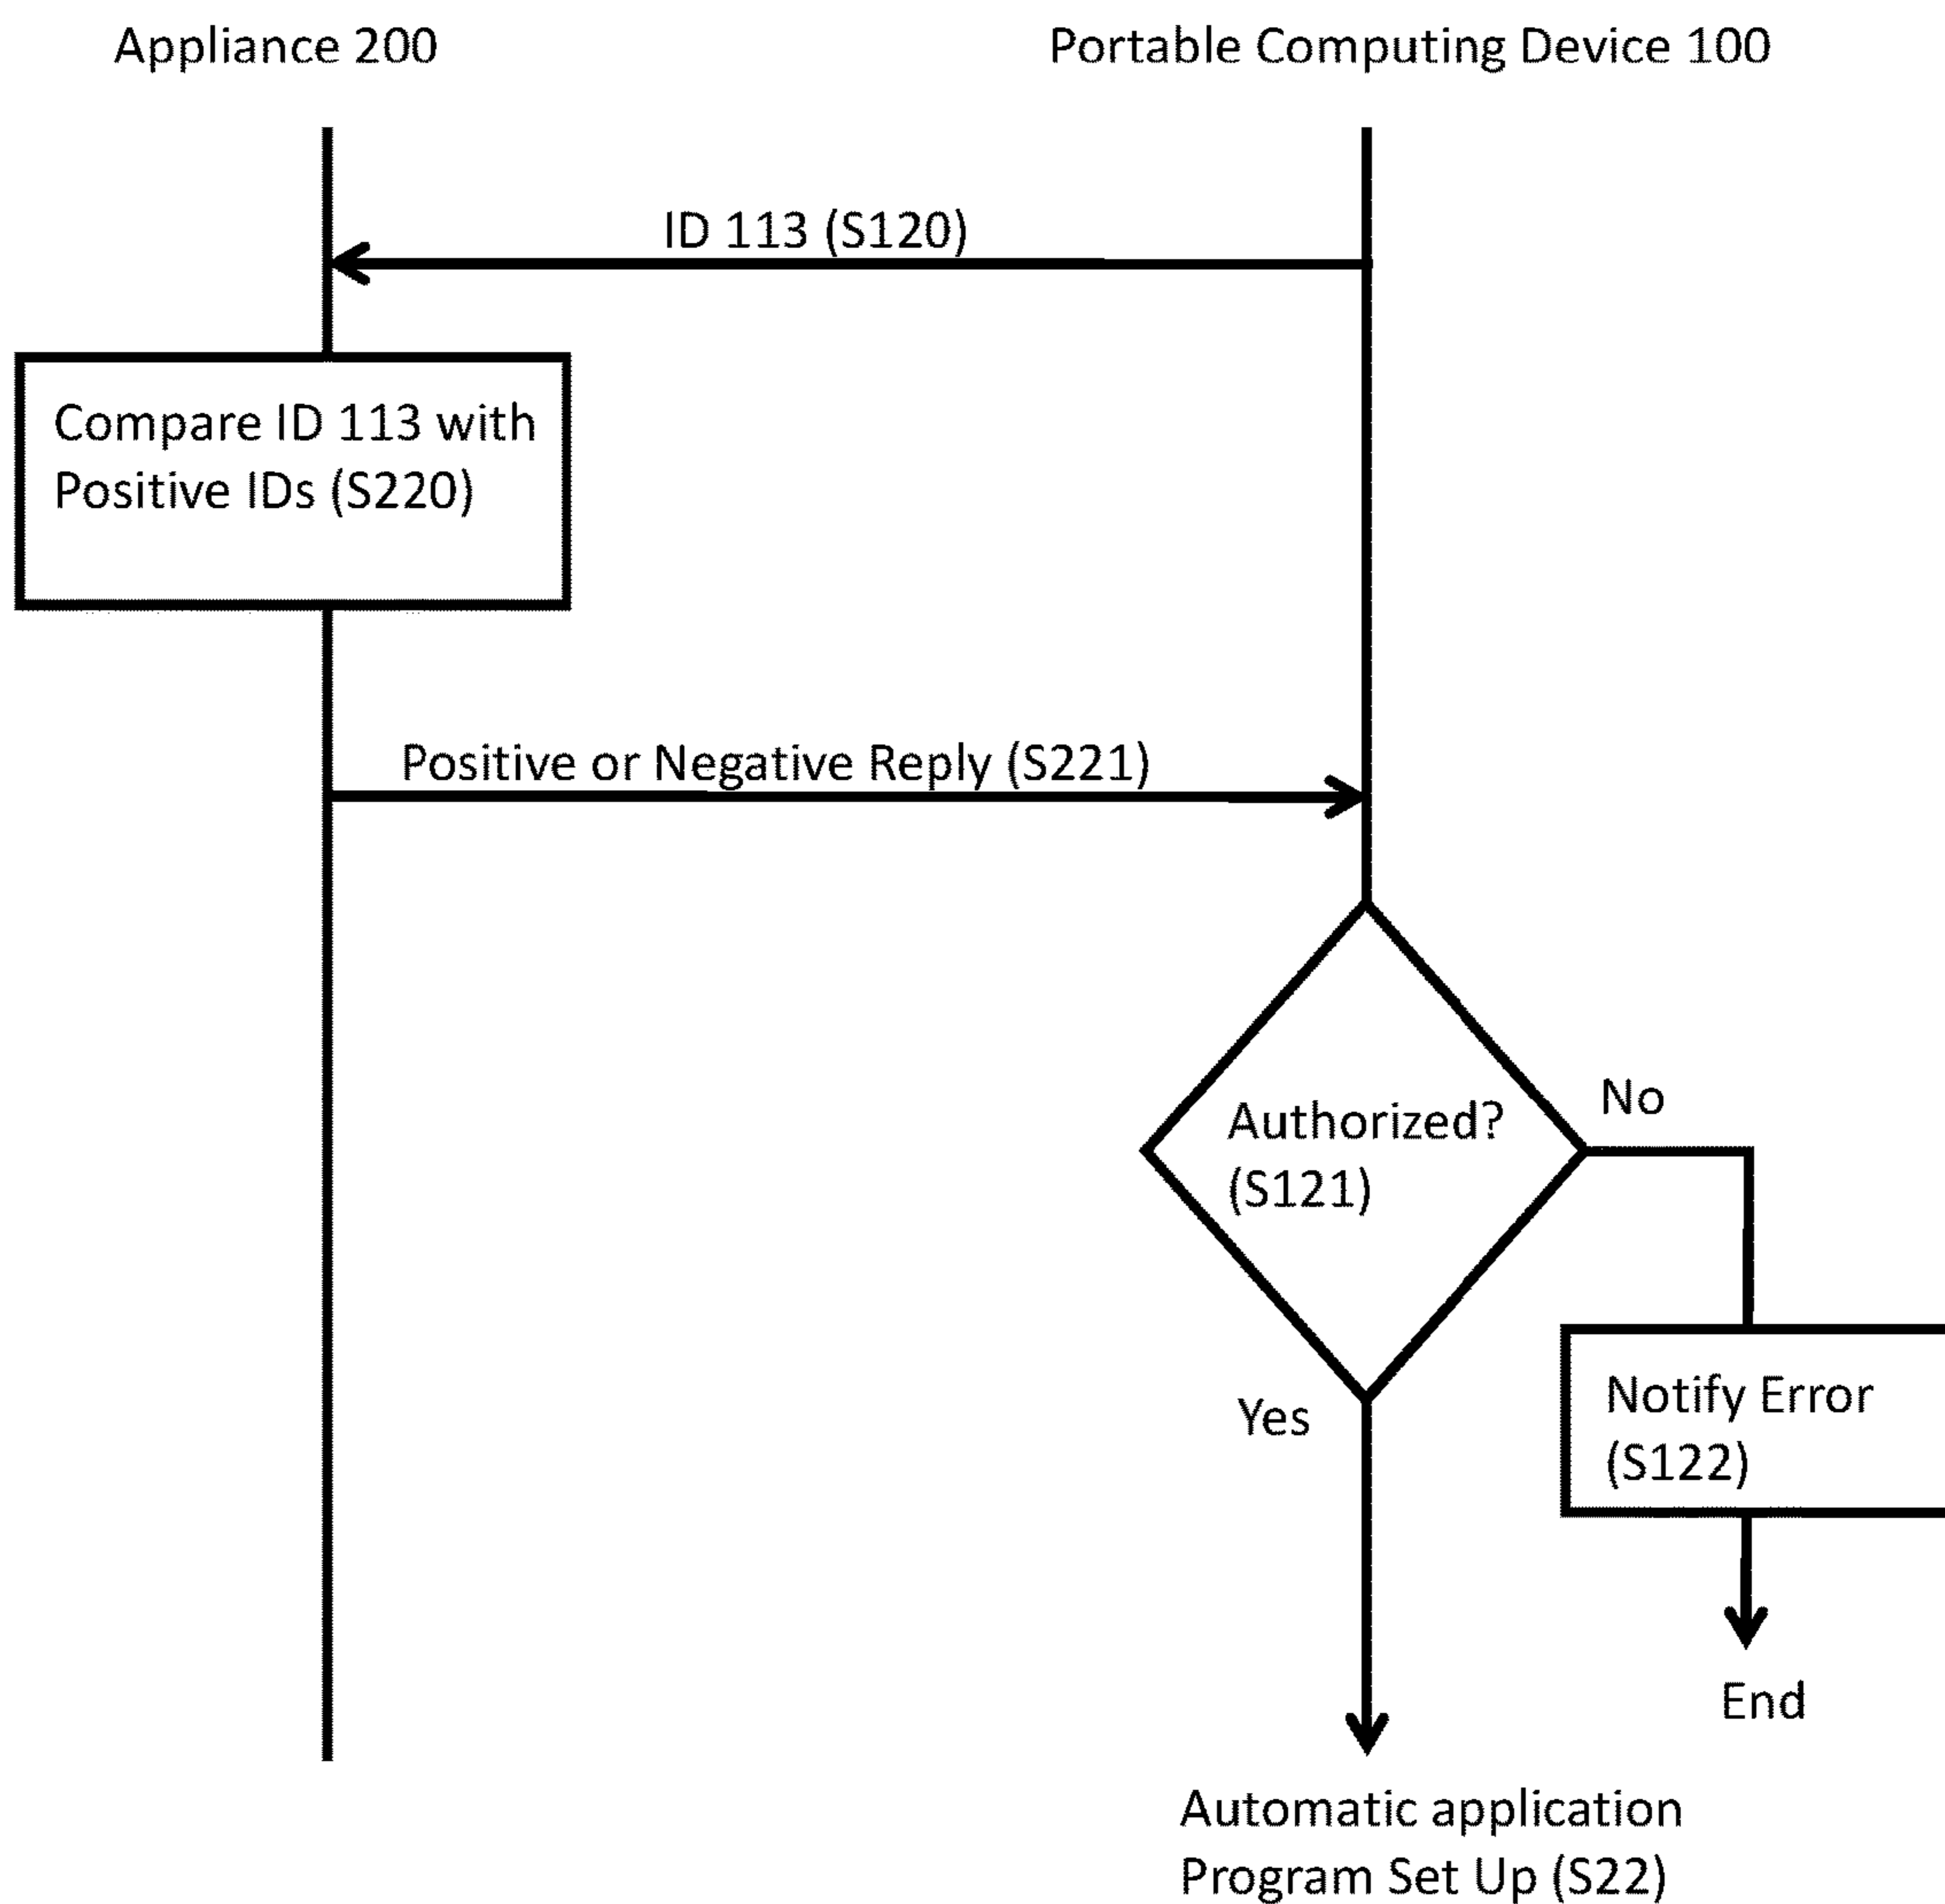 Appliance 200
Portable Computing Device 100
ID 113 (S120)
Compare ID 113 with
Positive IDs (S220)
Positive or Negative Reply (S221)
Authorized?
(S121)
No
Yes
Notify Error
(S122)
End
Automatic application
Program Set Up (S22)